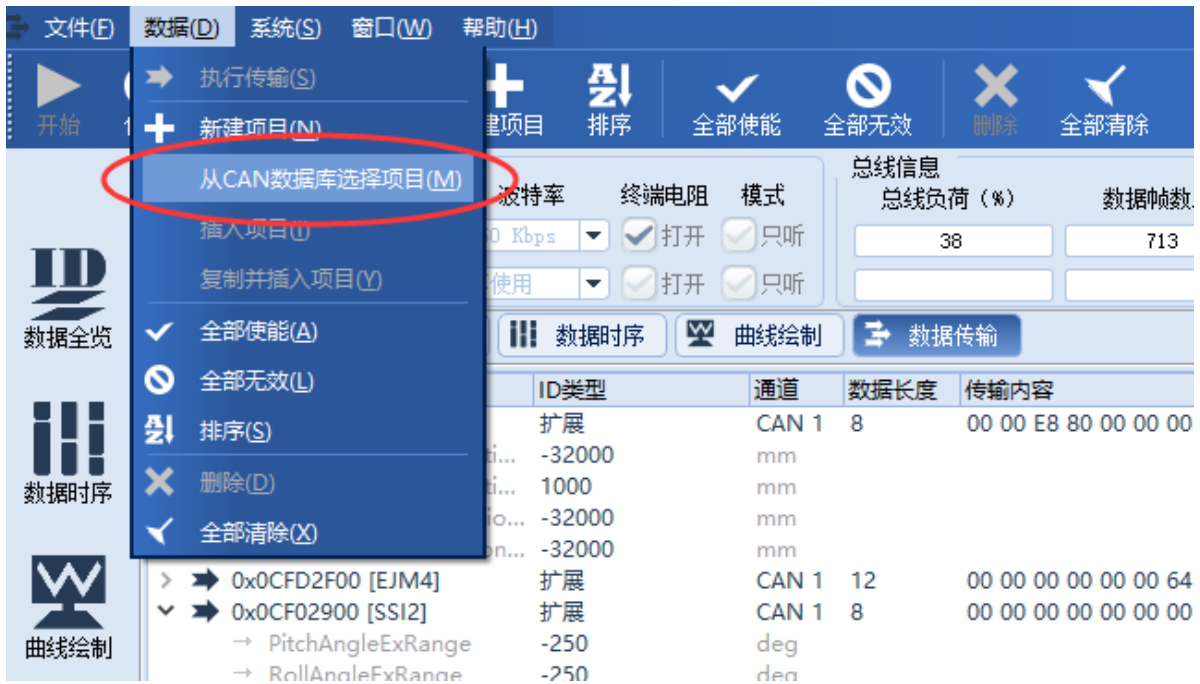 文件(F) 数据(D) 系统(S) 窗口(W) 帮助(H)
执行传输(S)
新建项目(N)
从CAN数据库选择项目(M)
插入项目(I)
复制并插入项目(Y)
全部使能(A)
全部无效(L)
排序(S)
删除(D)
全部清除(X)
开始 建项目 排序 全部使能 全部无效 删除 全部清除
波特率 终端电阻 模式
0 Kbps 打开 只听
使用 打开 只听
总线信息
总线负荷（%） 数据帧数
38 713
数据全览
数据时序
曲线绘制
数据时序 曲线绘制 数据传输
ID类型 通道 数据长度 传输内容
扩展 CAN 1 8 00 00 E8 80 00 00 00
ti... -32000 mm
ti... 1000 mm
io... -32000 mm
on... -32000 mm
0x0CFD2F00 [EJM4] 扩展 CAN 1 12 00 00 00 00 00 00 64
0x0CF02900 [SSI2] 扩展 CAN 1 8 00 00 00 00 00 00 00
→ PitchAngleExRange -250 deg
→ RollAngleExRange -250 deg